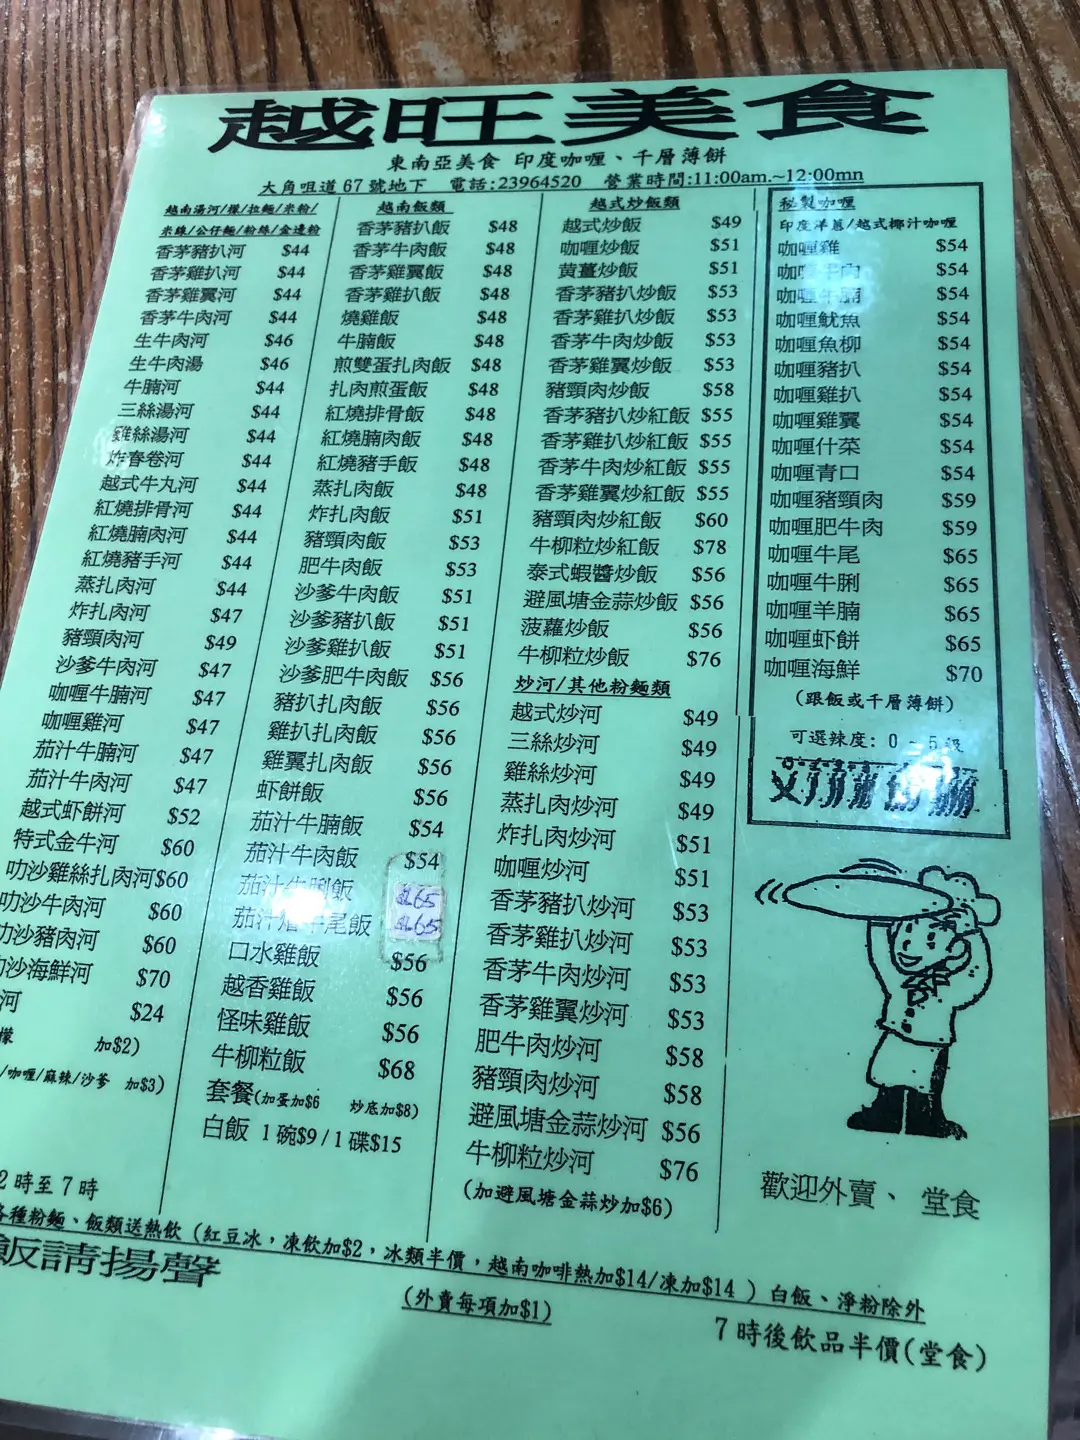 越旺美食
東南亞美食 印度咖喱、千層薄餅
大角咀道67號地下 電話:23964520 營業時間:11:00am.~12:00mn
越南湯河/檬/拉麵/米粉/
米線/公仔麵/粉絲/金邊粉
香茅豬扒河 $44
香茅雞扒河 $44
香茅雞翼河 $44
香茅牛肉河 $44
生牛肉河 $46
生牛肉湯 $46
牛腩河 $44
三絲湯河 $44
雞絲湯河 $44
炸春卷河 $44
越式牛丸河 $44
紅燒排骨河 $44
紅燒腩肉河 $44
紅燒豬手河 $44
蒸扎肉河 $44
炸扎肉河 $47
豬頸肉河 $49
沙爹牛肉河 $47
咖喱牛腩河 $47
咖喱雞河 $47
茄汁牛腩河 $47
茄汁牛肉河 $47
越式虾餅河 $52
特式金牛河 $60
叻沙雞絲扎肉河$60
叻沙牛肉河 $60
叻沙豬肉河 $60
叻沙海鮮河 $70
河 $24
檬 加$2)
/咖喱/麻辣/沙爹 加$3)
越南飯類
香茅豬扒飯 $48
香茅牛肉飯 $48
香茅雞翼飯 $48
香茅雞扒飯 $48
燒雞飯 $48
牛腩飯 $48
煎雙蛋扎肉飯 $48
扎肉煎蛋飯 $48
紅燒排骨飯 $48
紅燒腩肉飯 $48
紅燒豬手飯 $48
蒸扎肉飯 $48
炸扎肉飯 $51
豬頸肉飯 $53
肥牛肉飯 $53
沙爹牛肉飯 $51
沙爹豬扒飯 $51
沙爹雞扒飯 $51
沙爹肥牛肉飯 $56
豬扒扎肉飯 $56
雞扒扎肉飯 $56
雞翼扎肉飯 $56
虾餅飯 $56
茄汁牛腩飯 $54
茄汁牛肉飯 $54
茄汁牛脷飯 $65
茄汁 牛尾飯 $65
口水雞飯 $56
越香雞飯 $56
怪味雞飯 $56
牛柳粒飯 $68
套餐(加蛋加$6 炒底加$8)
白飯 1碗$9/1碟$15
越式炒飯類
越式炒飯 $49
咖喱炒飯 $51
黄薑炒飯 $51
香茅豬扒炒飯 $53
香茅雞扒炒飯 $53
香茅牛肉炒飯 $53
香茅雞翼炒飯 $53
豬頸肉炒飯 $58
香茅豬扒炒紅飯 $55
香茅雞扒炒紅飯 $55
香茅牛肉炒紅飯 $55
香茅雞翼炒紅飯 $55
豬頸肉炒紅飯 $60
牛柳粒炒紅飯 $78
泰式蝦醬炒飯 $56
避風塘金蒜炒飯 $56
菠蘿炒飯 $56
牛柳粒炒飯 $76
炒河/其他粉麵類
越式炒河 $49
三絲炒河 $49
雞絲炒河 $49
蒸扎肉炒河 $49
炸扎肉炒河 $51
咖喱炒河 $51
香茅豬扒炒河 $53
香茅雞扒炒河 $53
香茅牛肉炒河 $53
香茅雞翼炒河 $53
肥牛肉炒河 $58
豬頸肉炒河 $58
避風塘金蒜炒河 $56
牛柳粒炒河 $76
(加避風塘金蒜炒加$6)
秘製咖喱
印度洋蔥/越式椰汁咖喱
咖喱雞 $54
咖喱牛肉 $54
咖喱牛腩 $54
咖喱魷魚 $54
咖喱魚柳 $54
咖喱豬扒 $54
咖喱雞扒 $54
咖喱雞翼 $54
咖喱什菜 $54
咖喱青口 $54
咖喱豬頸肉 $59
咖喱肥牛肉 $59
咖喱牛尾 $65
咖喱牛脷 $65
咖喱羊腩 $65
咖喱虾餅 $65
咖喱海鮮 $70
(跟飯或千層薄餅)
可選辣度: 0 - 5級
歡迎外賣、堂食
2時至7時
各種粉麵、飯類送熱飲 (紅豆冰，凍飲加$2，冰類半價，越南咖啡熱加$14/凍加$14 ) 白飯、淨粉除外
飯請揚聲
(外賣每項加$1)
7時後飲品半價(堂食)